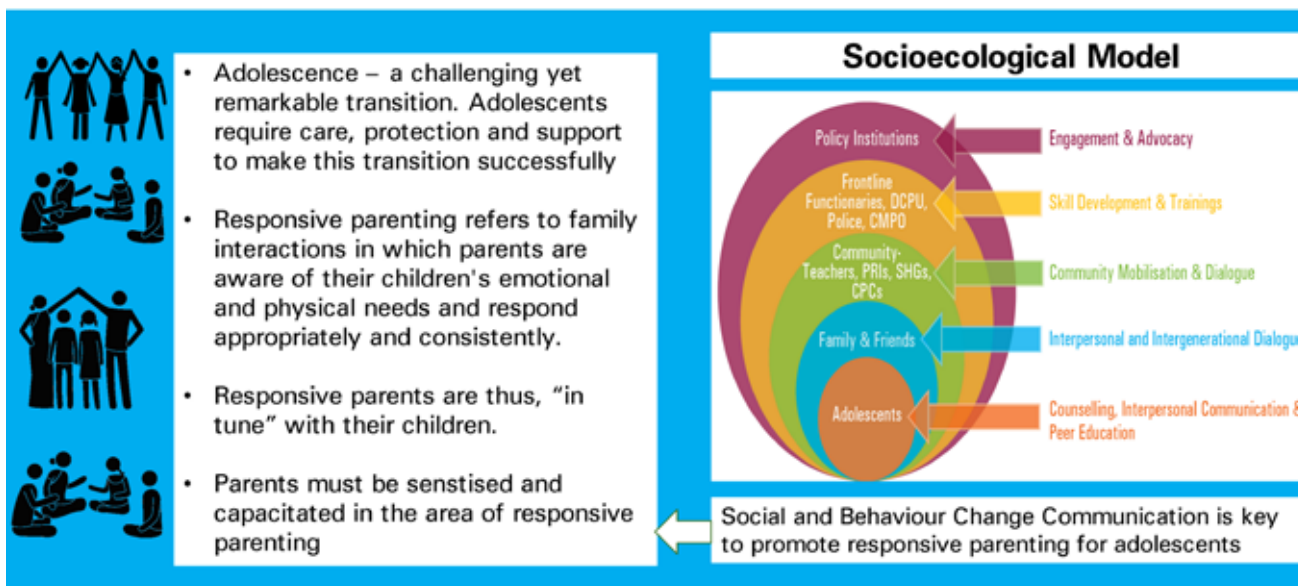 • Adolescence – a challenging yet
remarkable transition. Adolescents
require care, protection and support
to make this transition successfully
• Responsive parenting refers to family
interactions in which parents are
aware of their children's emotional
and physical needs and respond
appropriately and consistently.
• Responsive parents are thus, “in
tune” with their children.
• Parents must be senstised and
capacitated in the area of responsive
parenting
Socioecological Model
Policy Institutions
Engagement & Advocacy
Frontline
Functionaries, DCPU,
Police, CMPO
Skill Development & Trainings
Community-
Teachers, PRIs, SHGs,
CPCs
Community Mobilisation & Dialogue
Family & Friends
Interpersonal and Intergenerational Dialogue
Adolescents
Counselling, Interpersonal Communication &
Peer Education
Social and Behaviour Change Communication is key
to promote responsive parenting for adolescents